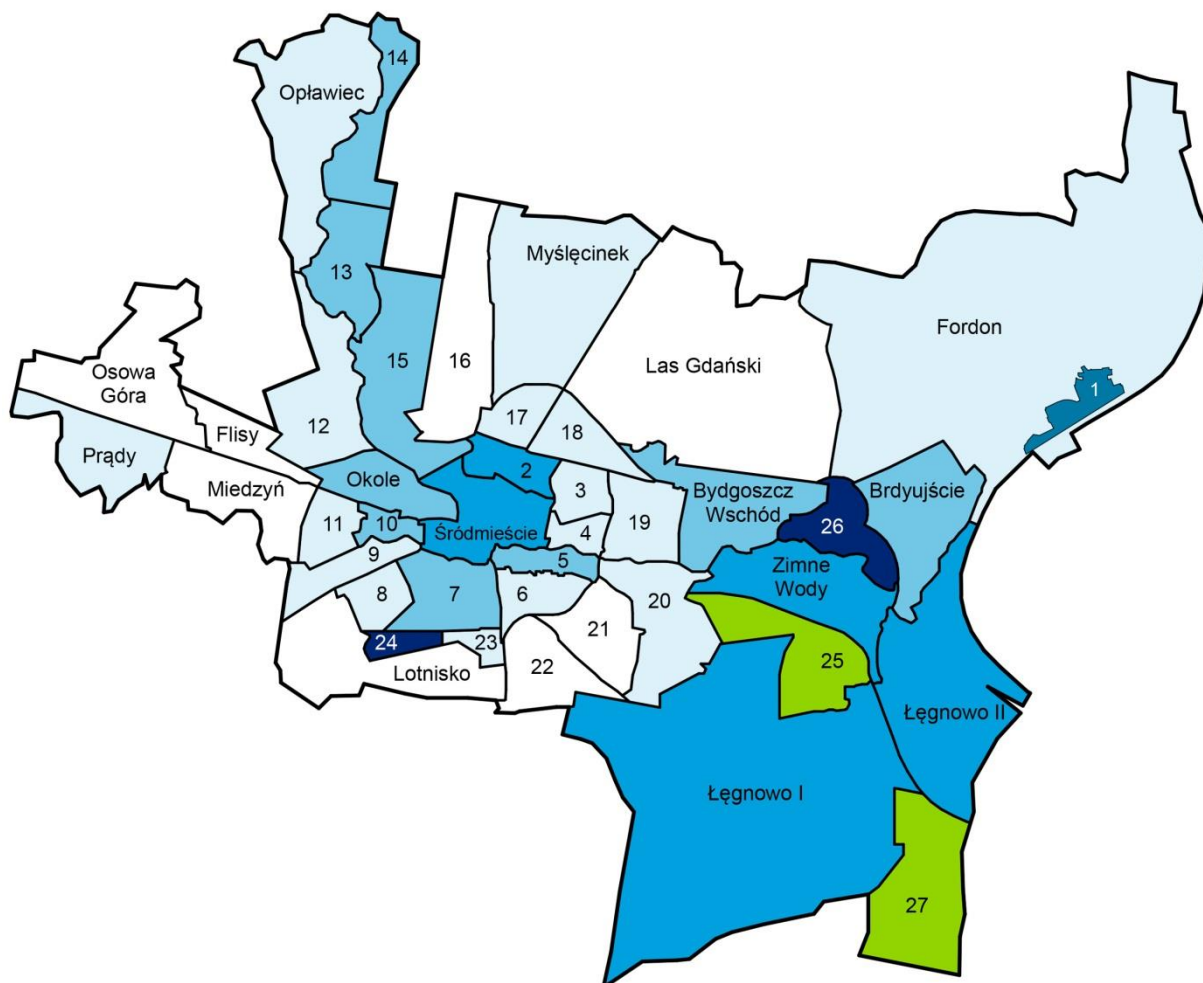 14
Opławiec
Myślęcinek
13
Fordon
15
16
Las Gdański
Osowa
Góra
1
17
12
18
Flisy
Prądy
2
Okole
Miedzyń
3
Bydgoszcz
Wschód
Brdyujście
19
11
10
4
26
Śródmieście
9
5
Zimne
Wody
8
7
6
20
21
24
23
25
22
Lotnisko
Łęgnowo II
Łęgnowo I
27